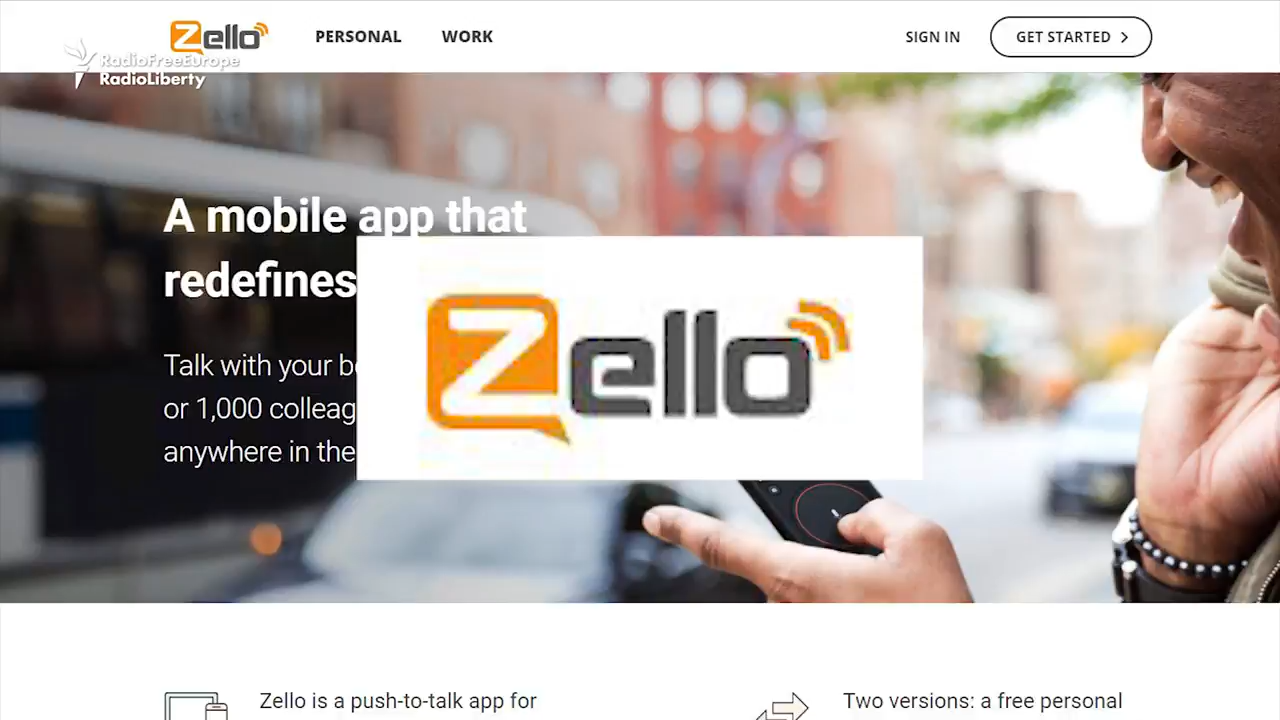 Zello
PERSONAL
WORK
SIGN IN
GET STARTED
RadioFreeEurope
RadioLiberty
A mobile app that
redefines
Talk with your
or 1,000
anywhere in the
Zello
Zello is a push-to-talk app for
Two versions: a free personal